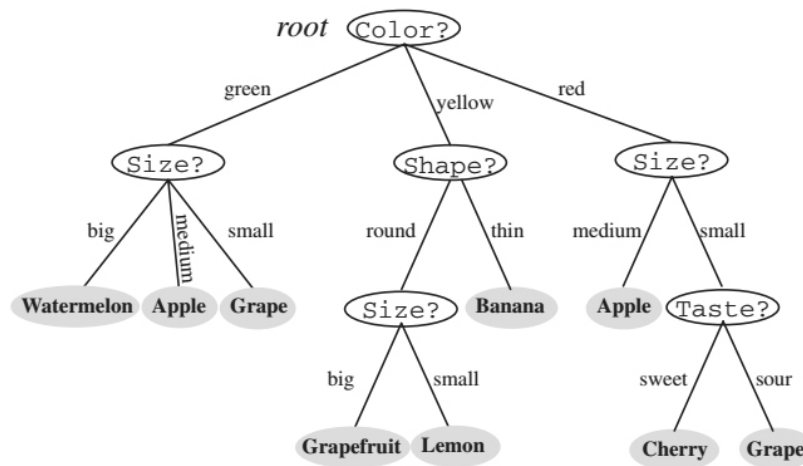 root Color?
green yellow red
Size? Shape? Size?
big medium small round thin medium small
Watermelon Apple Grape Size? Banana Apple Taste?
big small sweet sour
Grapefruit Lemon Cherry Grape